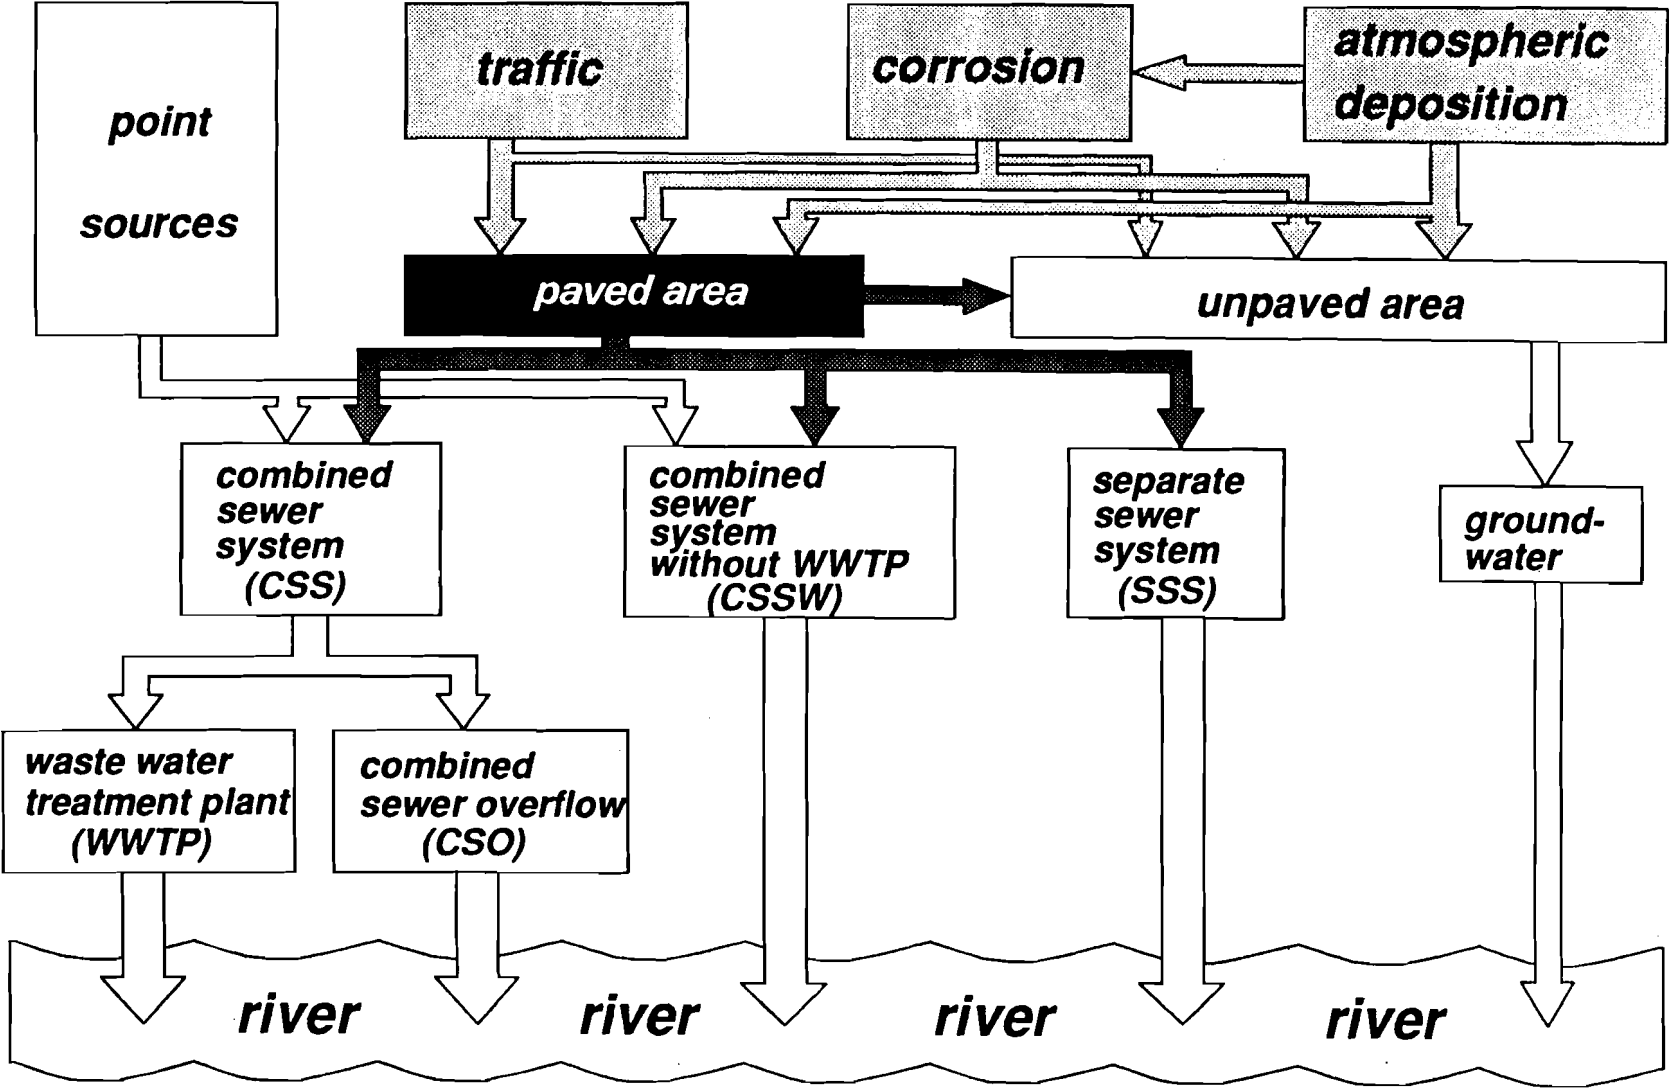 point
sources
traffic
corrosion
atmospheric
deposition
paved area
unpaved area
combined
sewer
system
(CSS)
combined
sewer
system
without WWTP
(CSSW)
separate
sewer
system
(SSS)
ground-
water
waste water
treatment plant
(WWTP)
combined
sewer overflow
(CSO)
river
river
river
river